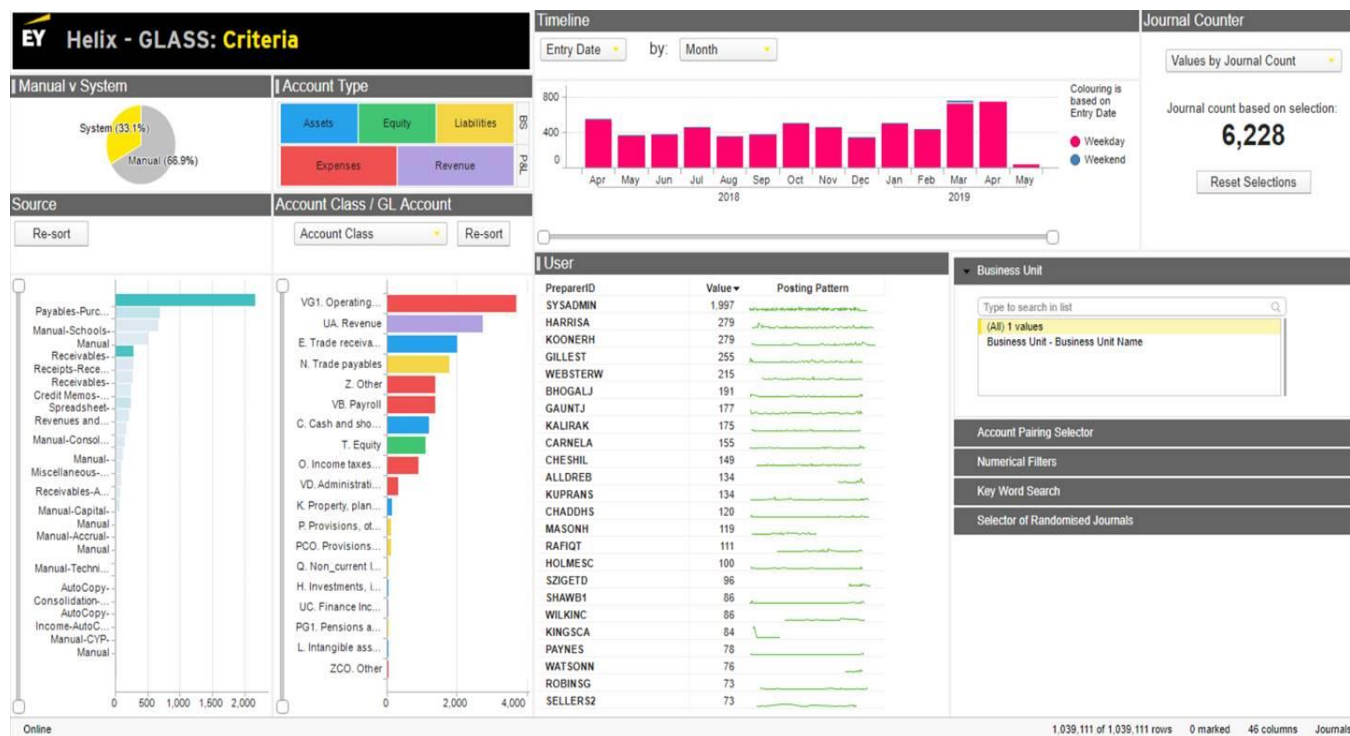 EY Helix - GLASS: Criteria
Manual v System
System (33.1%)
Manual (66.9%)
Account Type
Assets Equity Liabilities BS
Expenses Revenue P&L
Timeline
Entry Date by: Month
800
400
0
Apr May Jun Jul Aug Sep Oct Nov Dec Jan Feb Mar Apr May
2018 2019
Colouring is
based on
Entry Date
Weekday
Weekend
Journal Counter
Values by Journal Count
Journal count based on selection:
6,228
Reset Selections
Source
Re-sort
Payables-Purc...
Manual-Schools-
Manual
Receivables-
Receipts-Rece...
Receivables-
Credit Memos-...
Spreadsheet-
Revenues and...
Manual-Consol...
Manual-
Miscellaneous-...
Receivables-A...
Manual-Capital-
Manual
Manual-Accrual-
Manual
Manual-Techni...
AutoCopy-
Consolidation-...
AutoCopy-
Income-AutoC...
Manual-CYP-
Manual
0 500 1,000 1,500 2,000
Account Class / GL Account
Account Class Re-sort
VG1. Operating...
UA. Revenue
E. Trade receiva...
N. Trade payables
Z. Other
VB. Payroll
C. Cash and sho...
T. Equity
O. Income taxes...
VD. Administrati...
K. Property, plan...
P. Provisions, ot...
PCO. Provisions...
Q. Non_current l...
H. Investments, i...
UC. Finance Inc...
PG1. Pensions a...
L. Intangible ass...
ZCO. Other
0 2,000 4,000
User
PreparerID Value Posting Pattern
SYSADMIN 1,997
HARRISA 279
KOONERH 279
GILLEST 255
WEBSTERW 215
BHOGALJ 191
GAUNTJ 177
KALIRAK 175
CARNELA 155
CHESHIL 149
ALLDREB 134
KUPRANS 134
CHADDHS 120
MASONH 119
RAFIQT 111
HOLMESC 100
SZIGETD 96
SHAWB1 86
WILKINC 86
KINGSCA 84
PAYNES 78
WATSONN 76
ROBINSG 73
SELLERS2 73
Business Unit
Type to search in list
(All) 1 values
Business Unit - Business Unit Name
Account Pairing Selector
Numerical Filters
Key Word Search
Selector of Randomised Journals
Online 1,039,111 of 1,039,111 rows 0 marked 46 columns Journals